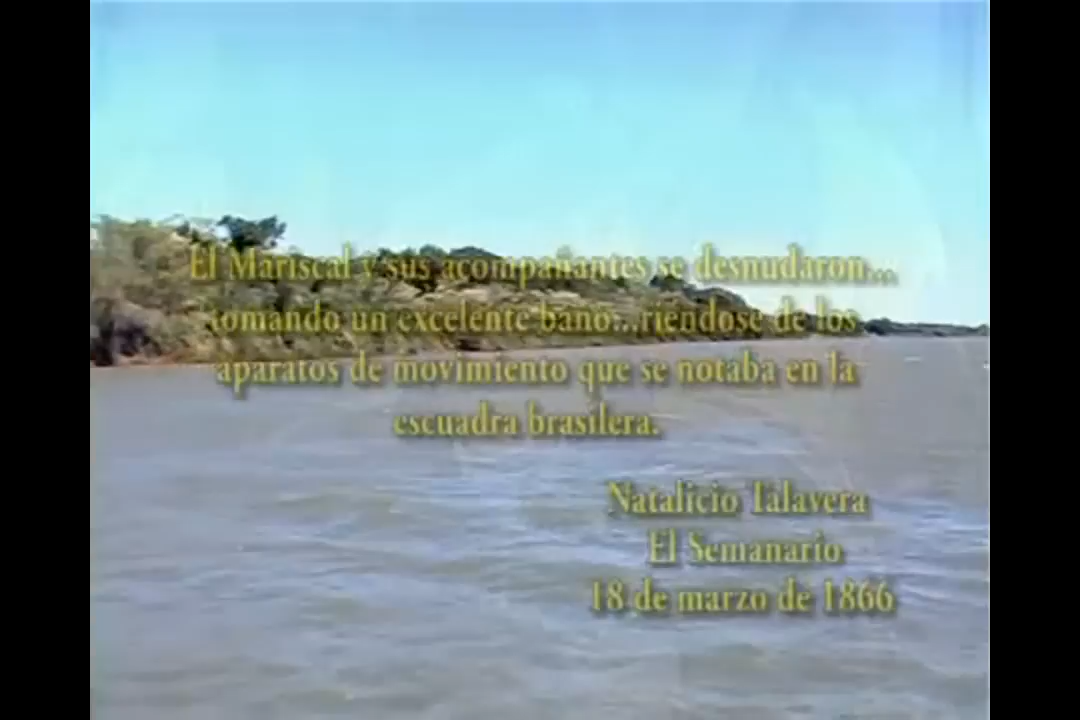 El Mariscal y sus acompañantes se desnudaron...
tomando un excelente baño...riendose de los
aparatos de movimiento que se notaba en la
escuadra brasilera.
Natalicio Talavera
El Semanario
18 de marzo de 1866